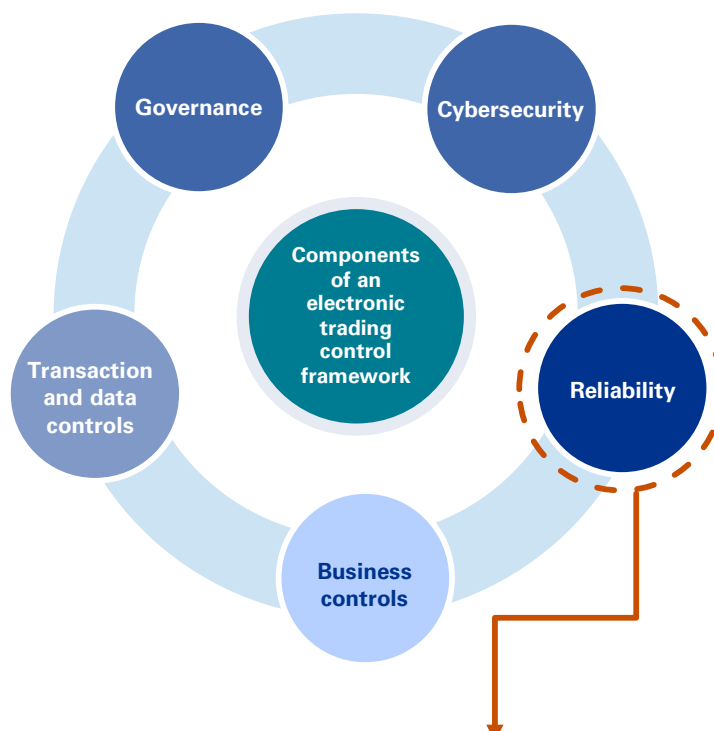 Governance
Cybersecurity
Components
of an
electronic
trading
control
framework
Transaction
and data
controls
Reliability
Business
controls